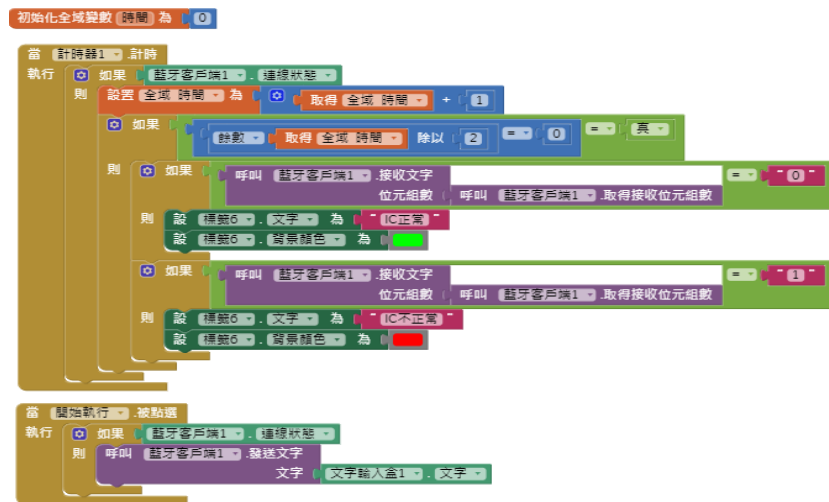 初始化全域變數 時間 為 0
當 計時器1 .計時
執行 如果 藍牙客戶端1 . 連線狀態
則 設置 全域 時間 為 取得 全域 時間 + 1
如果 餘數 取得 全域 時間 除以 2 = 0 = 真
則 如果 呼叫 藍牙客戶端1 .接收文字 = " 0 "
位元組數 呼叫 藍牙客戶端1 .取得接收位元組數
則 設 標籤6 . 文字 為 " IC正常 "
設 標籤6 . 背景顏色 為
如果 呼叫 藍牙客戶端1 .接收文字 = " 1 "
位元組數 呼叫 藍牙客戶端1 .取得接收位元組數
則 設 標籤6 . 文字 為 " IC不正常 "
設 標籤6 . 背景顏色 為
當 開始執行 .被點選
執行 如果 藍牙客戶端1 . 連線狀態
則 呼叫 藍牙客戶端1 .發送文字
文字 文字輸入盒1 . 文字